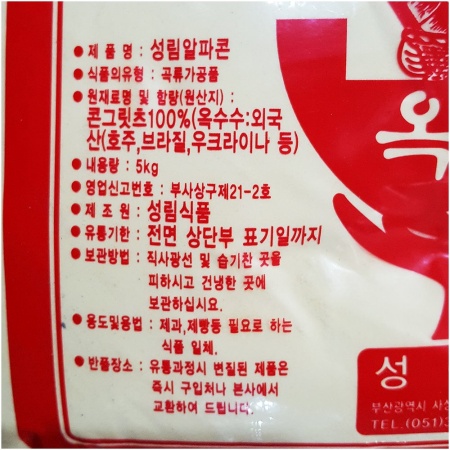 ● 제 품 명 : 성림알파콘
● 식품의유형 : 곡류가공품
● 원재료명 및 함량(원산지) :
콘그릿츠100%(옥수수:외국
산(호주,브라질,우크라이나 등)
● 내용량 : 5kg
● 영업신고번호 : 부사상구제21-2호
● 제 조 원 : 성림식품
● 유통기한 : 전면 상단부 표기일까지
● 보관방법 : 직사광선 및 습기찬 곳을
피하시고 건냉한 곳에
보관하십시요.
● 용도및용법 : 제과,제빵등 필요로 하는
식품 일체.
● 반품장소 : 유통과정시 변질된 제품은
즉시 구입처나 본사에서
교환하여 드립니다.
옥
성
부산광역시 사상
TEL.(051)3